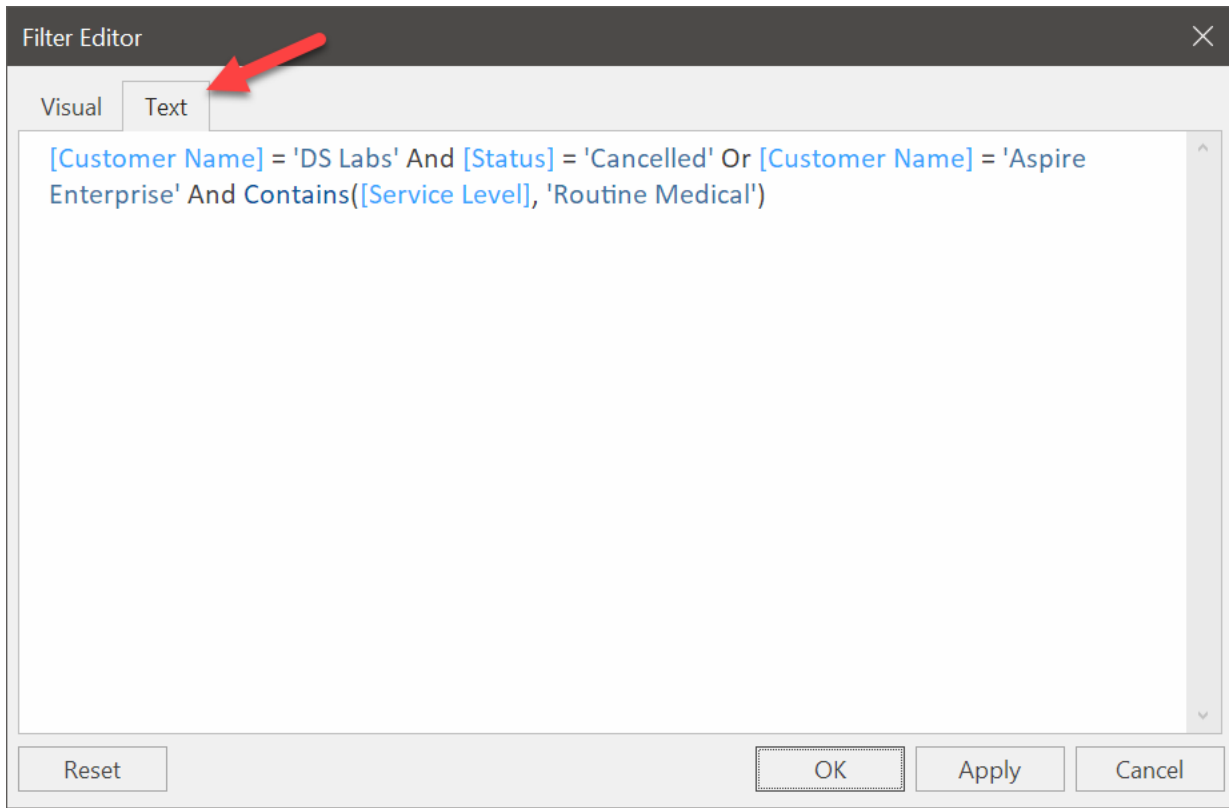 Filter Editor
Visual
Text
[Customer Name] = 'DS Labs' And [Status] = 'Cancelled' Or [Customer Name] = 'Aspire
Enterprise' And Contains([Service Level], 'Routine Medical')
Reset
OK
Apply
Cancel